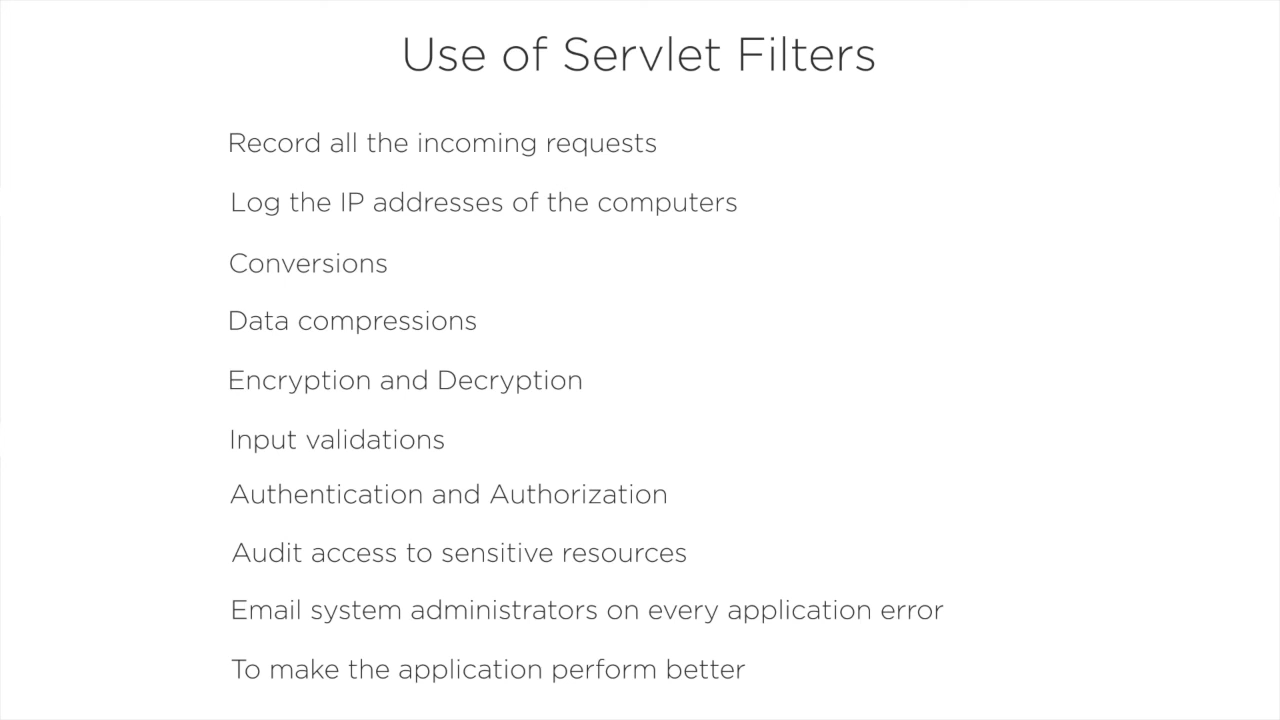 Use of Servlet Filters
Record all the incoming requests
Log the IP addresses of the computers
Conversions
Data compressions
Encryption and Decryption
Input validations
Authentication and Authorization
Audit access to sensitive resources
Email system administrators on every application error
To make the application perform better